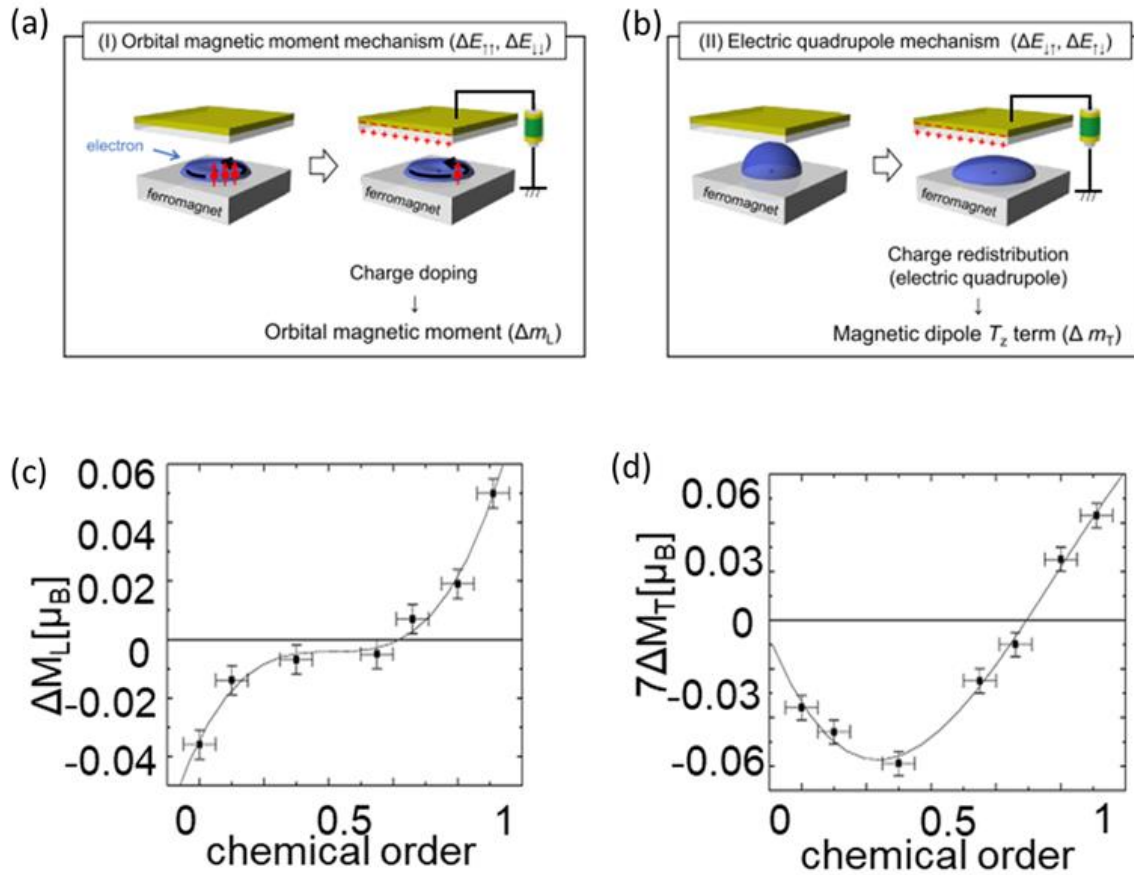 (a)
(I) Orbital magnetic moment mechanism (ΔE↑↑, ΔE↓↓)
electron
ferromagnet
ferromagnet
Charge doping
↓
Orbital magnetic moment (Δm_L)
(b)
(II) Electric quadrupole mechanism (ΔE↓↑, ΔE↑↓)
ferromagnet
ferromagnet
Charge redistribution
(electric quadrupole)
↓
Magnetic dipole T_z term (Δ m_T)
(c)
ΔM_L[μ_B]
0.06
0.04
0.02
0
-0.02
-0.04
0 0.5 1
chemical order
(d)
7ΔM_T[μ_B]
0.06
0.03
0
-0.03
-0.06
0 0.5 1
chemical order